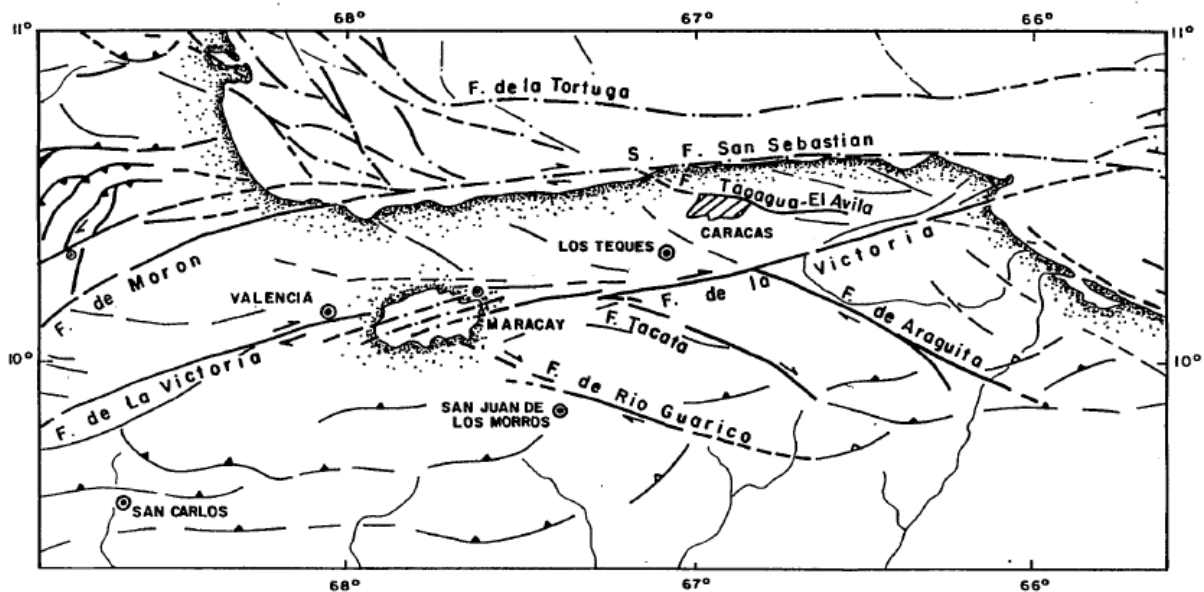 68° 67° 66°
11° 11°
F. de la Tortuga
S. F. San Sebastian
F. Tacagua-El Avila
CARACAS
LOS TEQUES
F. de Moron
VALENCIA
MARACAY
F. de la Victoria
F. Tacata
F. de Araguita
10° 10°
F. de La Victoria
F. de Rio Guarico
SAN JUAN DE
LOS MORROS
SAN CARLOS
68° 67° 66°